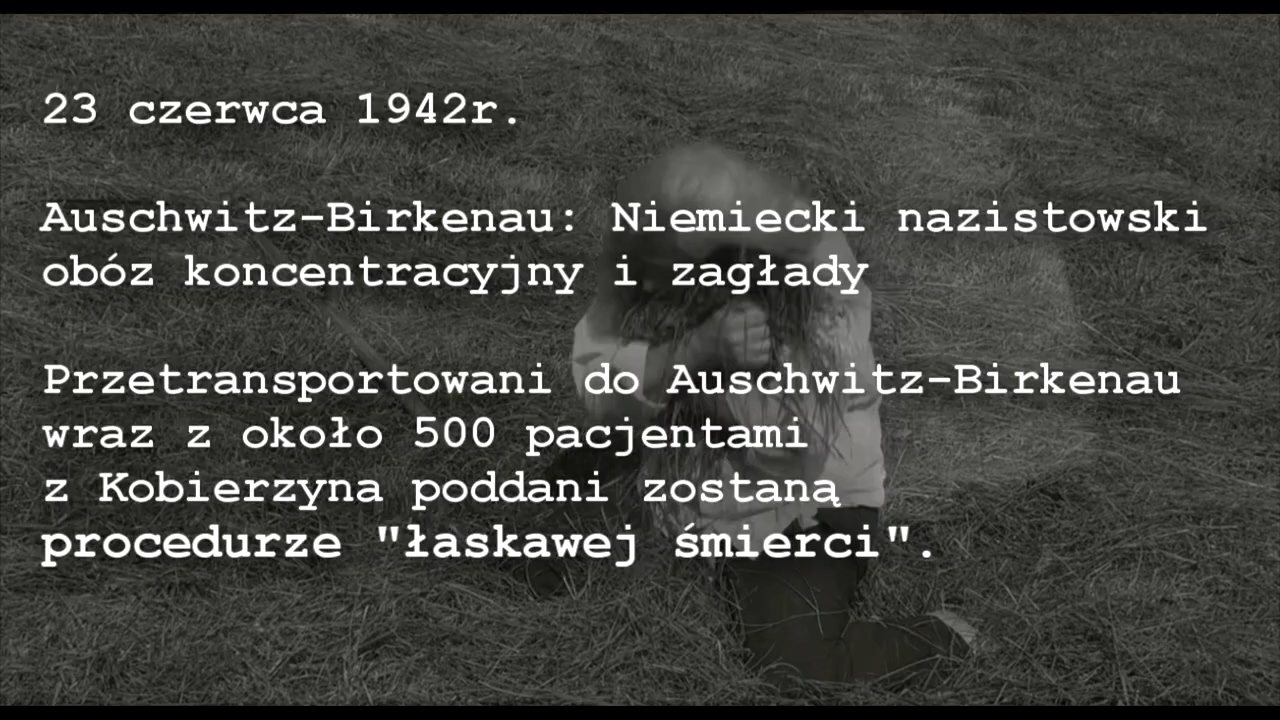 23 czerwca 1942r.
Auschwitz-Birkenau: Niemiecki nazistowski
obóz koncentracyjny i zagłady
Przetransportowani do Auschwitz-Birkenau
wraz z około 500 pacjentami
z Kobierzyna poddani zostaną
procedurze "łaskawej śmierci".